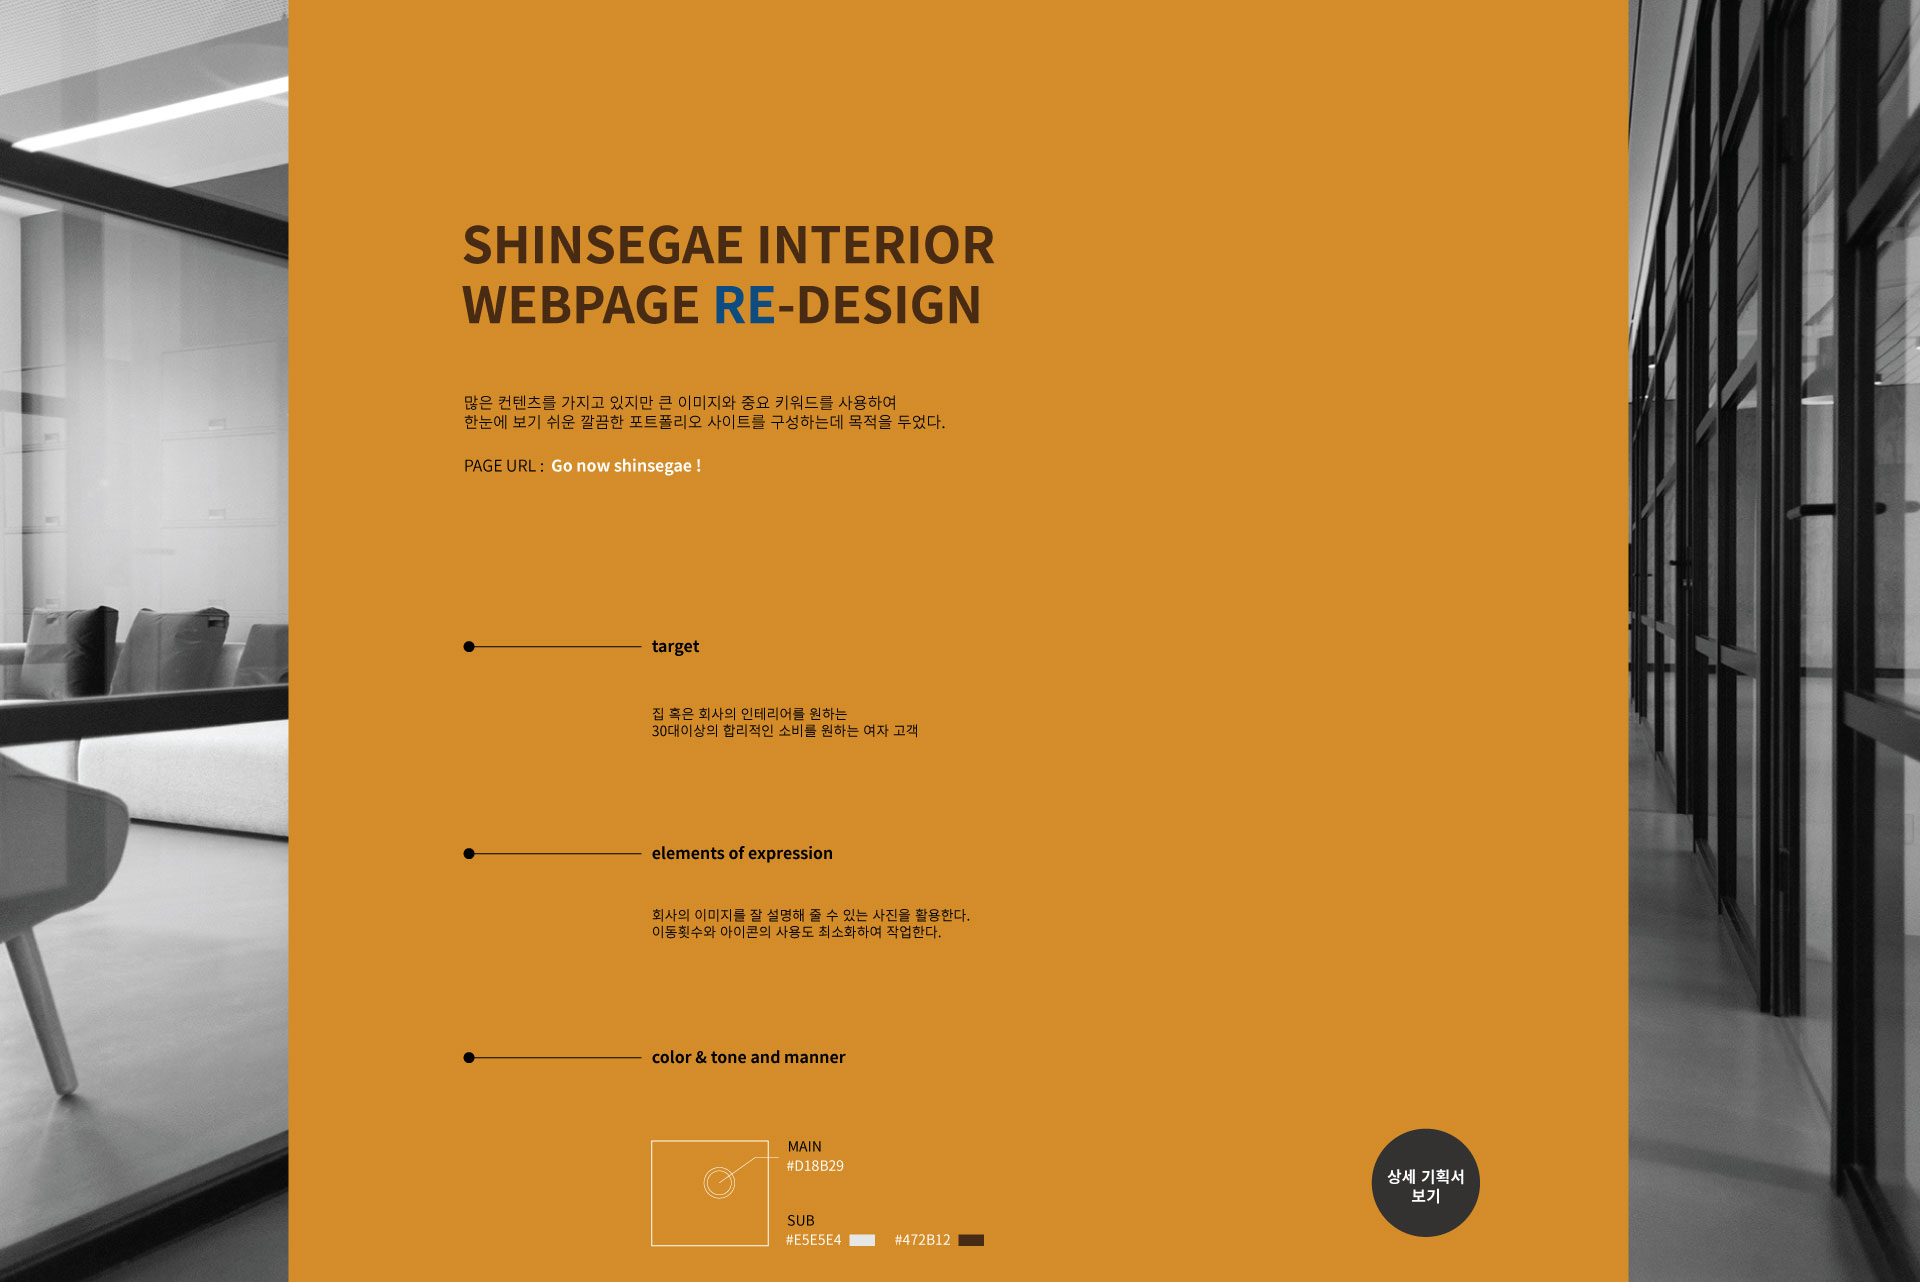 SHINSEGAE INTERIOR
WEBPAGE RE-DESIGN
많은 컨텐츠를 가지고 있지만 큰 이미지와 중요 키워드를 사용하여
한눈에 보기 쉬운 깔끔한 포트폴리오 사이트를 구성하는데 목적을 두었다.
PAGE URL : Go now shinsegae !
target
집 혹은 회사의 인테리어를 원하는
30대이상의 합리적인 소비를 원하는 여자 고객
elements of expression
회사의 이미지를 잘 설명해 줄 수 있는 사진을 활용한다.
이동횟수와 아이콘의 사용도 최소화하여 작업한다.
color & tone and manner
MAIN
#D18B29
SUB
#E5E5E4 #472B12
상세 기획서
보기